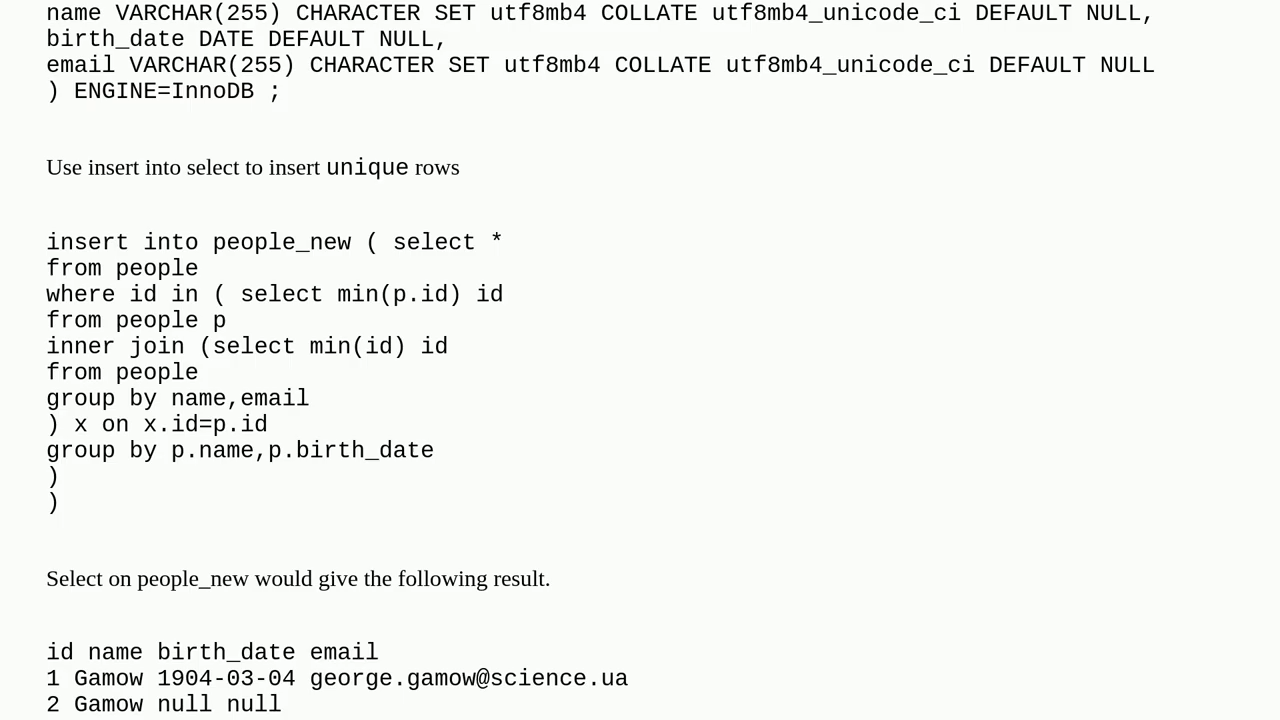 name VARCHAR(255) CHARACTER SET utf8mb4 COLLATE utf8mb4_unicode_ci DEFAULT NULL,
birth_date DATE DEFAULT NULL,
email VARCHAR(255) CHARACTER SET utf8mb4 COLLATE utf8mb4_unicode_ci DEFAULT NULL
) ENGINE=InnoDB ;
Use insert into select to insert unique rows
insert into people_new ( select *
from people
where id in ( select min(p.id) id
from people p
inner join (select min(id) id
from people
group by name,email
) x on x.id=p.id
group by p.name,p.birth_date
)
)
Select on people_new would give the following result.
id name birth_date email
1 Gamow 1904-03-04 george.gamow@science.ua
2 Gamow null null